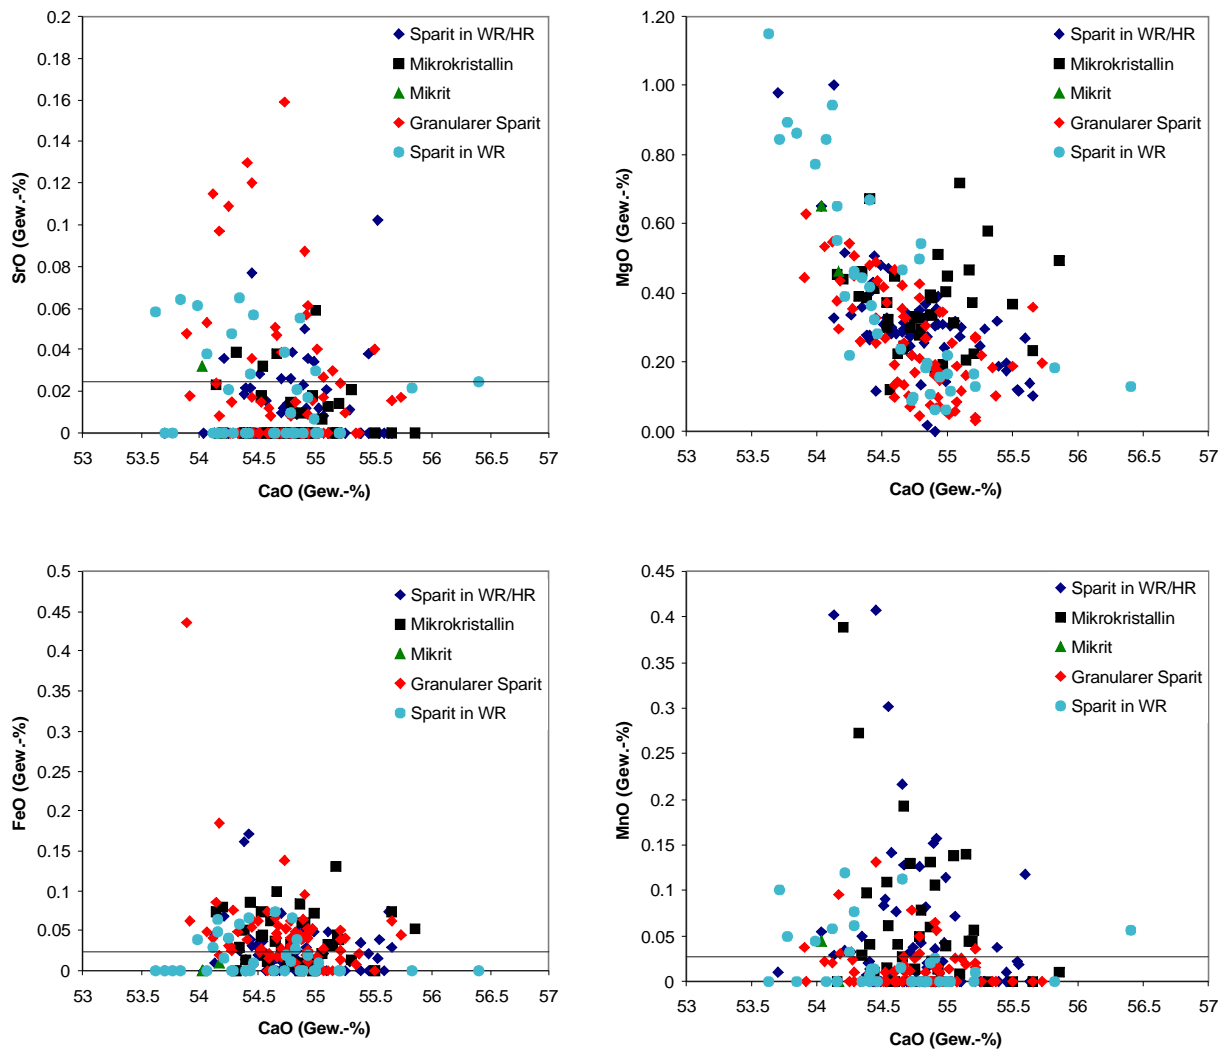 0.2
0.18
0.16
0.14
0.12
0.1
0.08
0.06
0.04
0.02
0
SrO (Gew.-%)
53
53.5
54
54.5
55
55.5
56
56.5
57
CaO (Gew.-%)
Sparit in WR/HR
Mikrokristallin
Mikrit
Granularer Sparit
Sparit in WR
1.20
1.00
0.80
0.60
0.40
0.20
0.00
MgO (Gew.-%)
53
53.5
54
54.5
55
55.5
56
56.5
57
CaO (Gew.-%)
Sparit in WR/HR
Mikrokristallin
Mikrit
Granularer Sparit
Sparit in WR
0.5
0.45
0.4
0.35
0.3
0.25
0.2
0.15
0.1
0.05
0
FeO (Gew.-%)
53
53.5
54
54.5
55
55.5
56
56.5
57
CaO (Gew.-%)
Sparit in WR/HR
Mikrokristallin
Mikrit
Granularer Sparit
Sparit in WR
0.45
0.4
0.35
0.3
0.25
0.2
0.15
0.1
0.05
0
MnO (Gew.-%)
53
53.5
54
54.5
55
55.5
56
56.5
57
CaO (Gew.-%)
Sparit in WR/HR
Mikrokristallin
Mikrit
Granularer Sparit
Sparit in WR